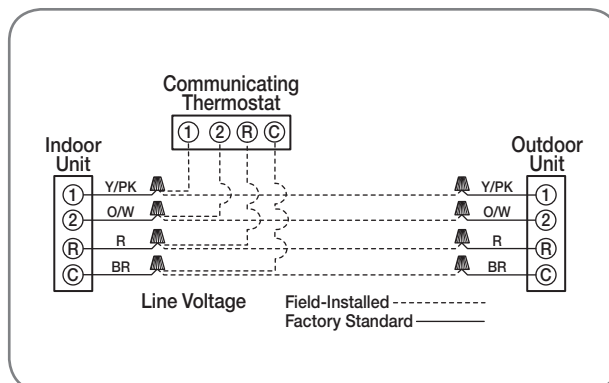 Communicating
Thermostat
1 2 R C
Indoor
Unit
Outdoor
Unit
1 Y/PK Y/PK 1
2 O/W O/W 2
R R R R
C BR BR C
Line Voltage
Field-Installed
Factory Standard